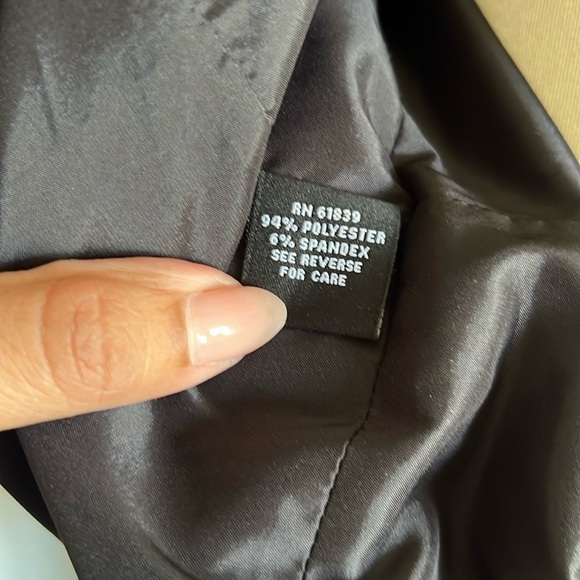 RN 61839
94% POLYESTER
6% SPANDEX
SEE REVERSE
FOR CARE